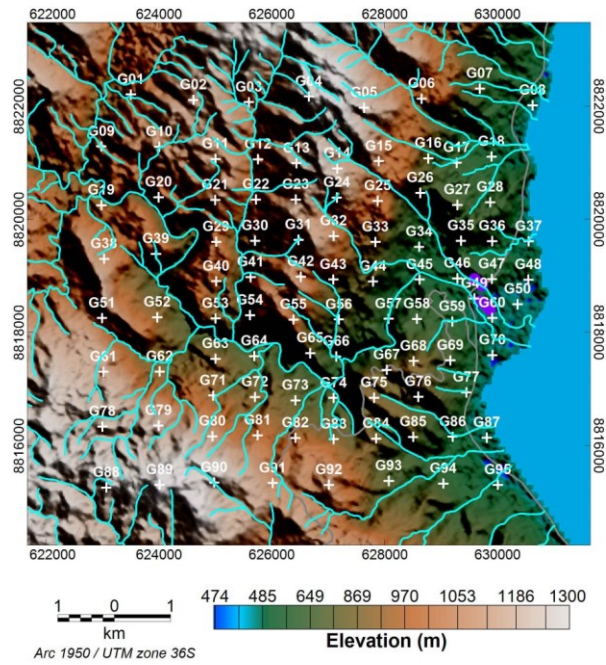 622000 624000 626000 628000 630000
G01 G02 G03 G04 G05 G06 G07 G08
8822000 8822000
G09 G10 G11 G12 G13 G14 G15 G16 G17 G18
G19 G20 G21 G22 G23 G24 G25 G26 G27 G28
8820000 8820000
G29 G30 G31 G32 G33 G34 G35 G36 G37
G38 G39 G40 G41 G42 G43 G44 G45 G46 G47 G48
G49 G50
G51 G52 G53 G54 G55 G56 G57 G58 G59 G60
8818000 8818000
G61 G62 G63 G64 G65 G66 G67 G68 G69 G70
G71 G72 G73 G74 G75 G76 G77
G78 G79 G80 G81 G82 G83 G84 G85 G86 G87
8816000 8816000
G88 G89 G90 G91 G92 G93 G94 G95
622000 624000 626000 628000 630000
1 0 1
km
Arc 1950 / UTM zone 36S
474 485 649 869 970 1053 1186 1300
Elevation (m)